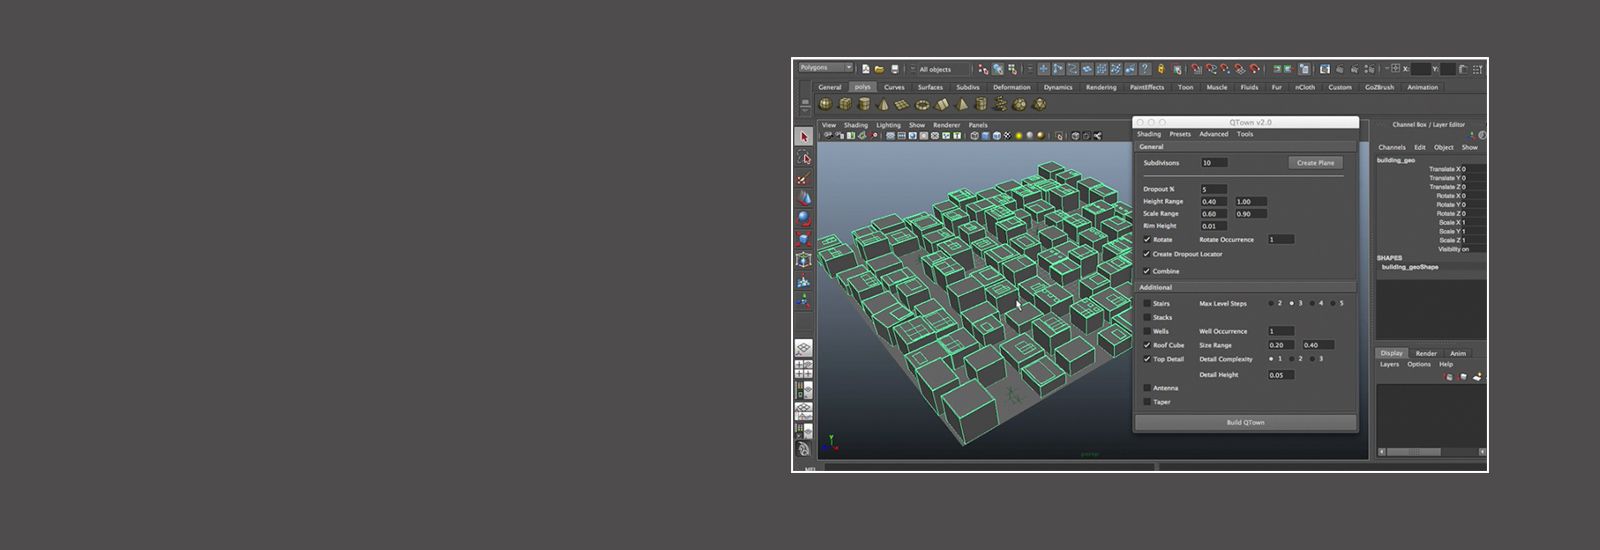 Polygons
All objects
X:
Y:
General polys Curves Surfaces Subdivs Deformation Dynamics Rendering PaintEffects Toon Muscle Fluids Fur nCloth Custom GoZBrush Animation
View Shading Lighting Show Renderer Panels
QTown v2.0
Shading Presets Advanced Tools
General
Subdivisons 10 Create Plane
Dropout % 5
Height Range 0.40 1.00
Scale Range 0.60 0.90
Rim Height 0.01
Rotate Rotate Occurrence 1
Create Dropout Locator
Combine
Additional
Stairs Max Level Steps 2 3 4 5
Stacks
Wells Well Occurrence 1
Roof Cube Size Range 0.20 0.40
Top Detail Detail Complexity 1 2 3
Detail Height 0.05
Antenna
Taper
Build QTown
Channel Box / Layer Editor
Channels Edit Object Show
building_geo
Translate X 0
Translate Y 0
Translate Z 0
Rotate X 0
Rotate Y 0
Rotate Z 0
Scale X 1
Scale Y 1
Scale Z 1
Visibility on
SHAPES
building_geoShape
Display Render Anim
Layers Options Help
persp
Y
MEL